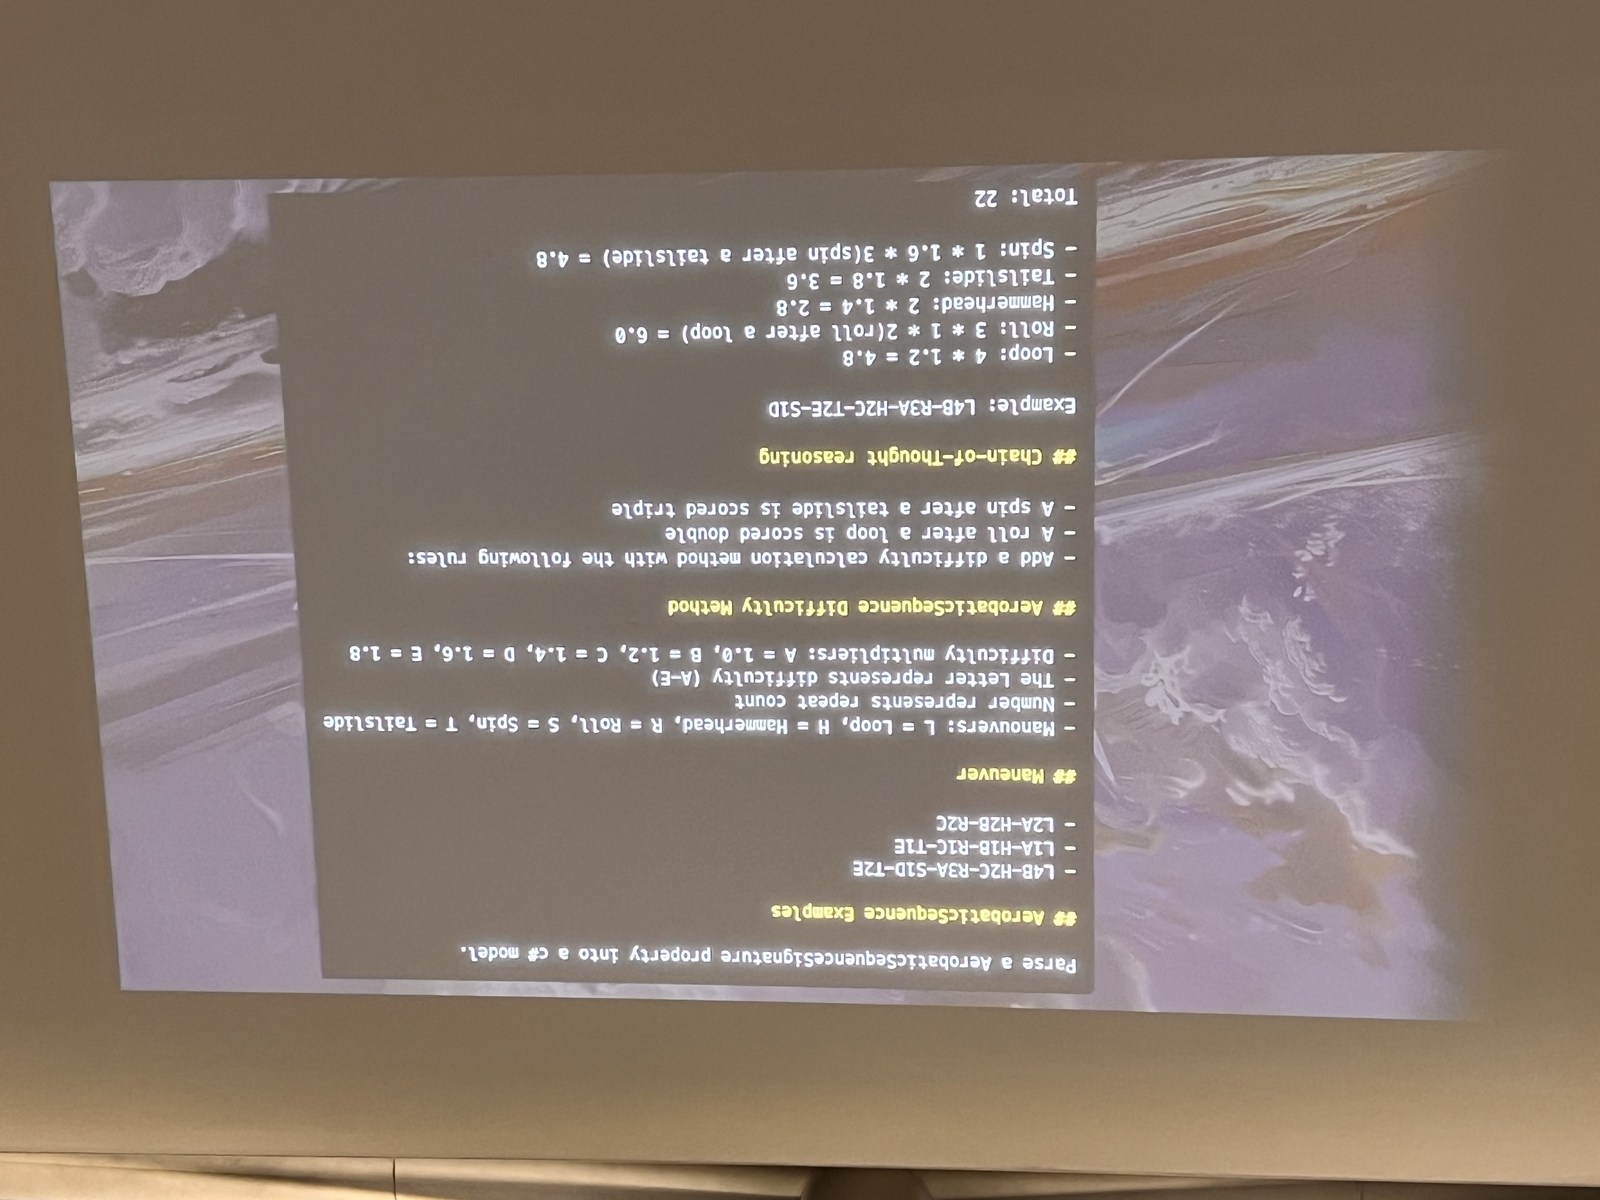 Parse a AerobaticSequenceSignature property into a c# model.
## AerobaticSequence Examples
- L4B-H2C-R3A-S1D-T2E
- L1A-H1B-R1C-T1E
- L2A-H2B-R2C
## Maneuver
- Manouvers: L = Loop, H = Hammerhead, R = Roll, S = Spin, T = Tailslide
- Number represents repeat count
- The Letter represents difficulty (A-E)
- Difficulty multipliers: A = 1.0, B = 1.2, C = 1.4, D = 1.6, E = 1.8
## AerobaticSequence Difficulty Method
- Add a difficulty calculation method with the following rules:
- A roll after a loop is scored double
- A spin after a tailslide is scored triple
## Chain-of-Thought reasoning
Example: L4B-R3A-H2C-T2E-S1D
- Loop: 4 * 1.2 = 4.8
- Roll: 3 * 1 * 2(roll after a loop) = 6.0
- Hammerhead: 2 * 1.4 = 2.8
- Tailslide: 2 * 1.8 = 3.6
- Spin: 1 * 1.6 * 3(spin after a tailslide) = 4.8
Total: 22